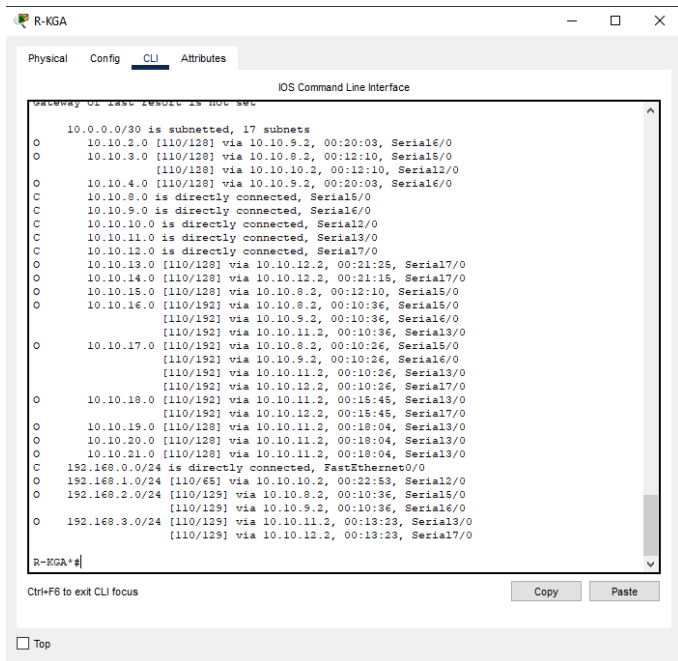 R-KGA
Physical Config CLI Attributes
IOS Command Line Interface
Gateway of last resort is not set
10.0.0.0/30 is subnetted, 17 subnets
O 10.10.2.0 [110/128] via 10.10.9.2, 00:20:03, Serial6/0
O 10.10.3.0 [110/128] via 10.10.8.2, 00:12:10, Serial5/0
[110/128] via 10.10.10.2, 00:12:10, Serial2/0
O 10.10.4.0 [110/128] via 10.10.9.2, 00:20:03, Serial6/0
C 10.10.8.0 is directly connected, Serial5/0
C 10.10.9.0 is directly connected, Serial6/0
C 10.10.10.0 is directly connected, Serial2/0
C 10.10.11.0 is directly connected, Serial3/0
C 10.10.12.0 is directly connected, Serial7/0
O 10.10.13.0 [110/128] via 10.10.12.2, 00:21:25, Serial7/0
O 10.10.14.0 [110/128] via 10.10.12.2, 00:21:15, Serial7/0
O 10.10.15.0 [110/128] via 10.10.8.2, 00:12:10, Serial5/0
O 10.10.16.0 [110/192] via 10.10.8.2, 00:10:36, Serial5/0
[110/192] via 10.10.9.2, 00:10:36, Serial6/0
[110/192] via 10.10.11.2, 00:10:36, Serial3/0
O 10.10.17.0 [110/192] via 10.10.8.2, 00:10:26, Serial5/0
[110/192] via 10.10.9.2, 00:10:26, Serial6/0
[110/192] via 10.10.11.2, 00:10:26, Serial3/0
[110/192] via 10.10.12.2, 00:10:26, Serial7/0
O 10.10.18.0 [110/192] via 10.10.11.2, 00:15:45, Serial3/0
[110/192] via 10.10.12.2, 00:15:45, Serial7/0
O 10.10.19.0 [110/128] via 10.10.11.2, 00:18:04, Serial3/0
O 10.10.20.0 [110/128] via 10.10.11.2, 00:18:04, Serial3/0
O 10.10.21.0 [110/128] via 10.10.11.2, 00:18:04, Serial3/0
C 192.168.0.0/24 is directly connected, FastEthernet0/0
O 192.168.1.0/24 [110/65] via 10.10.10.2, 00:22:53, Serial2/0
O 192.168.2.0/24 [110/129] via 10.10.8.2, 00:10:36, Serial5/0
[110/129] via 10.10.9.2, 00:10:36, Serial6/0
O 192.168.3.0/24 [110/129] via 10.10.11.2, 00:13:23, Serial3/0
[110/129] via 10.10.12.2, 00:13:23, Serial7/0
R-KGA*#
Ctrl+F6 to exit CLI focus Copy Paste
Top